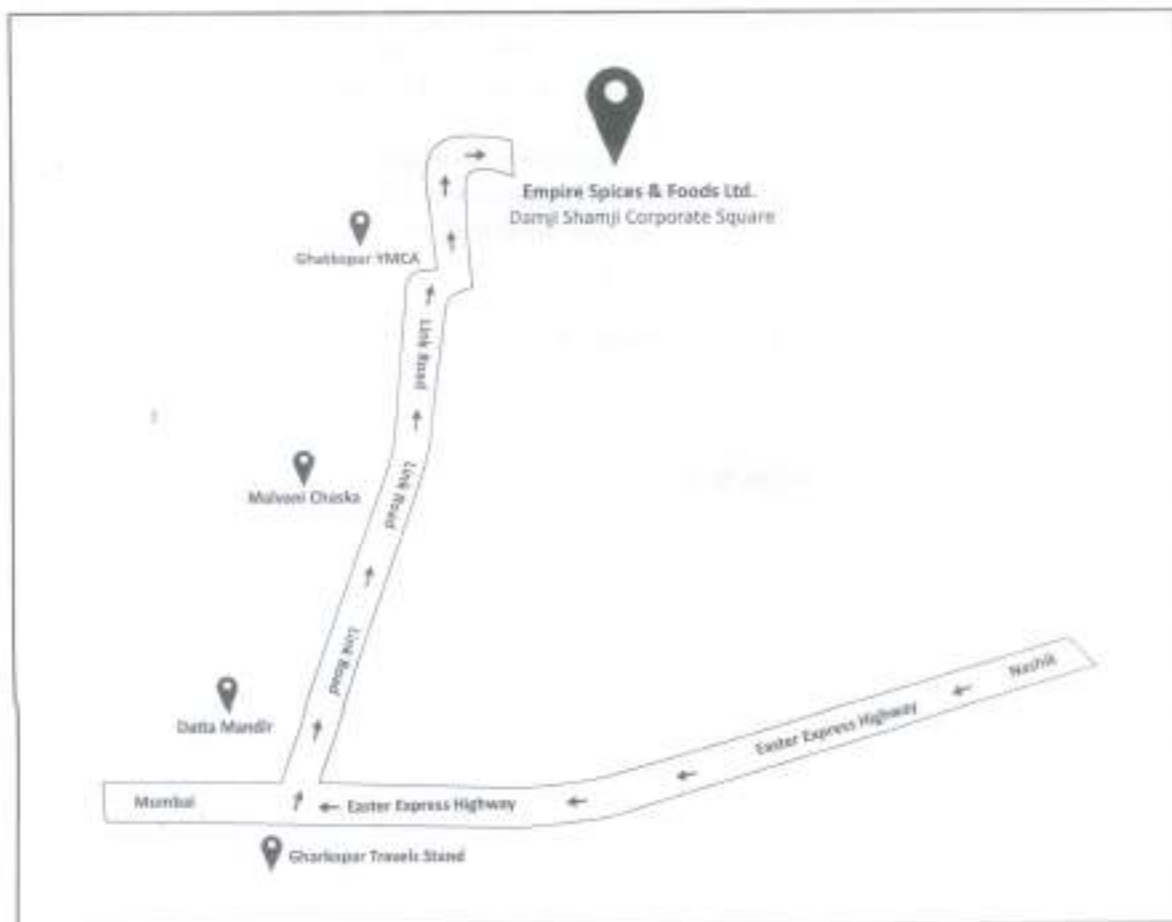 Empire Spices & Foods Ltd.
Damji Shamji Corporate Square
Ghatkopar YMCA
Link Road
Malvani Chaska
Link Road
Link Road
Datta Mandir
Nashik
Easter Express Highway
Mumbai
Easter Express Highway
Gharkopar Travels Stand